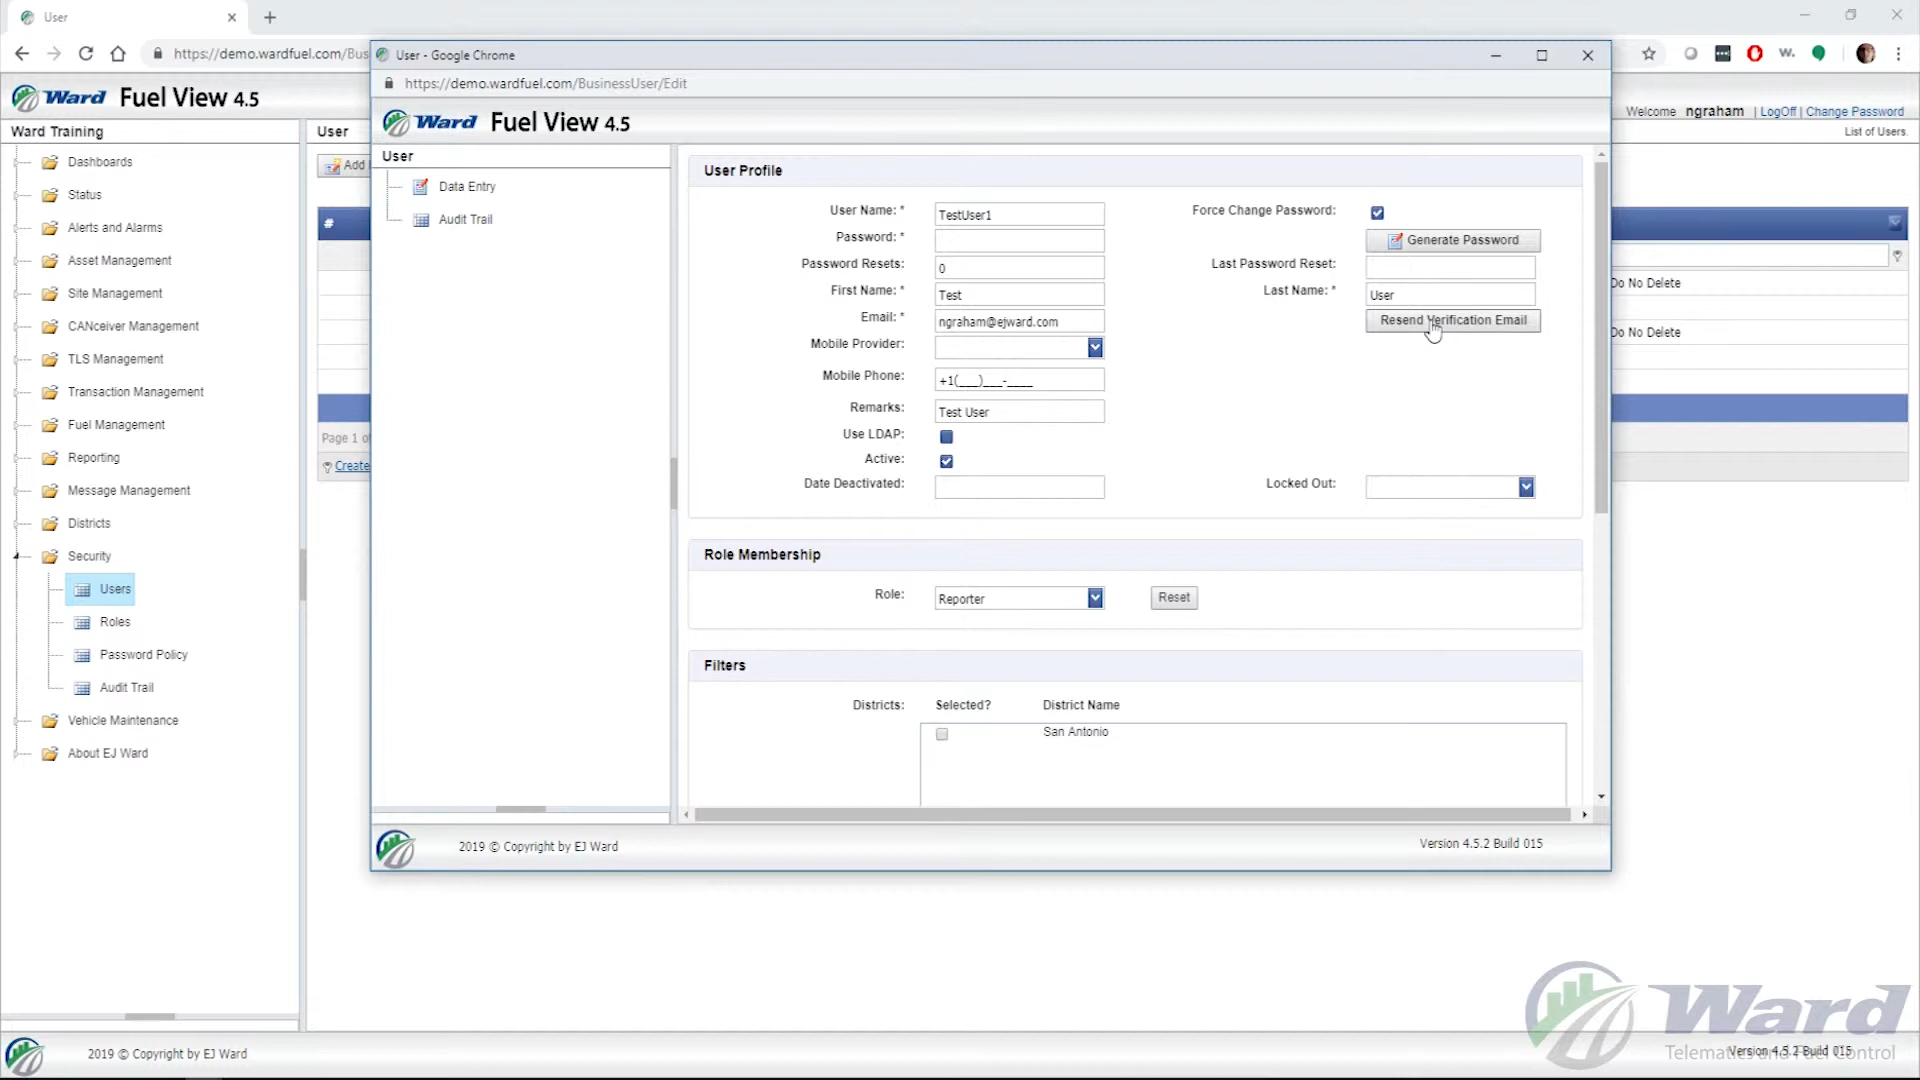 User
https://demo.wardfuel.com/Bus
Ward Fuel View 4.5
Welcome ngraham | LogOff | Change Password
Ward Training
User
List of Users.
Add
#
Do No Delete
Do No Delete
Page 1 of
Create
Dashboards
Status
Alerts and Alarms
Asset Management
Site Management
CANceiver Management
TLS Management
Transaction Management
Fuel Management
Reporting
Message Management
Districts
Security
Users
Roles
Password Policy
Audit Trail
Vehicle Maintenance
About EJ Ward
User - Google Chrome
https://demo.wardfuel.com/BusinessUser/Edit
Ward Fuel View 4.5
User
Data Entry
Audit Trail
User Profile
User Name: * TestUser1 Force Change Password:
Password: * Generate Password
Password Resets: 0 Last Password Reset:
First Name: * Test Last Name: * User
Email: * ngraham@ejward.com Resend Verification Email
Mobile Provider:
Mobile Phone: +1(___)___-____
Remarks: Test User
Use LDAP:
Active:
Date Deactivated: Locked Out:
Role Membership
Role: Reporter Reset
Filters
Districts: Selected? District Name
San Antonio
2019 © Copyright by EJ Ward Version 4.5.2 Build 015
Ward
Telematics and Fuel Control
2019 © Copyright by EJ Ward Version 4.5.2 Build 015